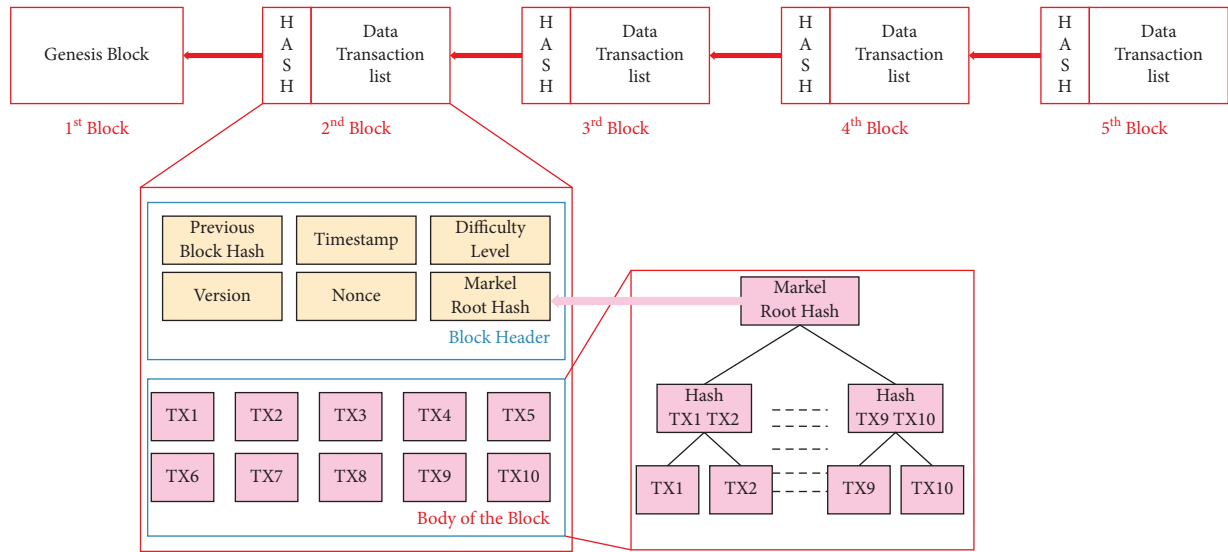 Genesis Block
H
A
S
H
Data
Transaction
list
H
A
S
H
Data
Transaction
list
H
A
S
H
Data
Transaction
list
H
A
S
H
Data
Transaction
list
1st Block
2nd Block
3rd Block
4th Block
5th Block
Previous
Block Hash
Timestamp
Difficulty
Level
Version
Nonce
Markel
Root Hash
Block Header
TX1
TX2
TX3
TX4
TX5
TX6
TX7
TX8
TX9
TX10
Body of the Block
Markel
Root Hash
Hash
TX1 TX2
Hash
TX9 TX10
TX1
TX2
TX9
TX10